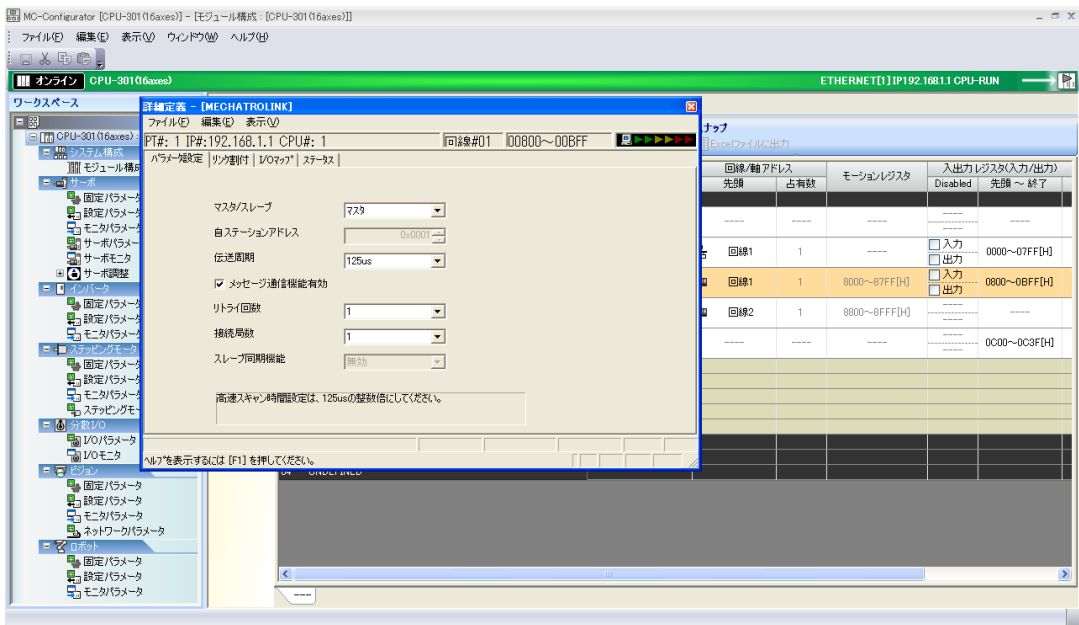 MC-Configurator [CPU-301(16axes)] - [モジュール構成 : [CPU-301(16axes)]]
ファイル(F) 編集(E) 表示(V) ウィンドウ(W) ヘルプ(H)
オンライン CPU-301(16axes) ETHERNET[1] IP192.168.1.1 CPU-RUN
ワークスペース
CPU-301(16axes) :
システム構成
モジュール構成
サーボ
固定パラメータ
設定パラメータ
モニタパラメータ
サーボパラメー
サーボモニタ
サーボ調整
インバータ
固定パラメータ
設定パラメータ
モニタパラメータ
ステッピングモータ
固定パラメータ
設定パラメータ
モニタパラメータ
ステッピングモー
分散I/O
I/Oパラメータ
I/Oモニタ
ビジョン
固定パラメータ
設定パラメータ
モニタパラメータ
ネットワークパラメータ
ロボット
固定パラメータ
設定パラメータ
モニタパラメータ
詳細定義 - [MECHATROLINK]
ファイル(F) 編集(E) 表示(V)
PT#: 1 IP#:192.168.1.1 CPU#: 1 回線#01 00800～00BFF
パラメータ設定 リンク割付 I/Oマップ ステータス
マスタ/スレーブ マスタ
自ステーションアドレス 0x0001
伝送周期 125us
メッセージ通信機能有効
リトライ回数 1
接続局数 1
スレーブ同期機能 無効
高速スキャン時間設定は、125usの整数倍にしてください。
ヘルプを表示するには [F1] を押してください。
ナップ
Excelファイルに出力
回線/軸アドレス モーションレジスタ 入出力レジスタ(入力/出力)
先頭 占有数 Disabled 先頭 ～ 終了
---- ---- ---- ---- ----
回線1 1 ---- 入力 出力 0000～07FF[H]
回線1 1 8000～87FF[H] 入力 出力 0800～0BFF[H]
回線2 1 8800～8FFF[H] ---- ----
---- ---- ---- ---- 0C00～0C3F[H]
UNDEFINED
---